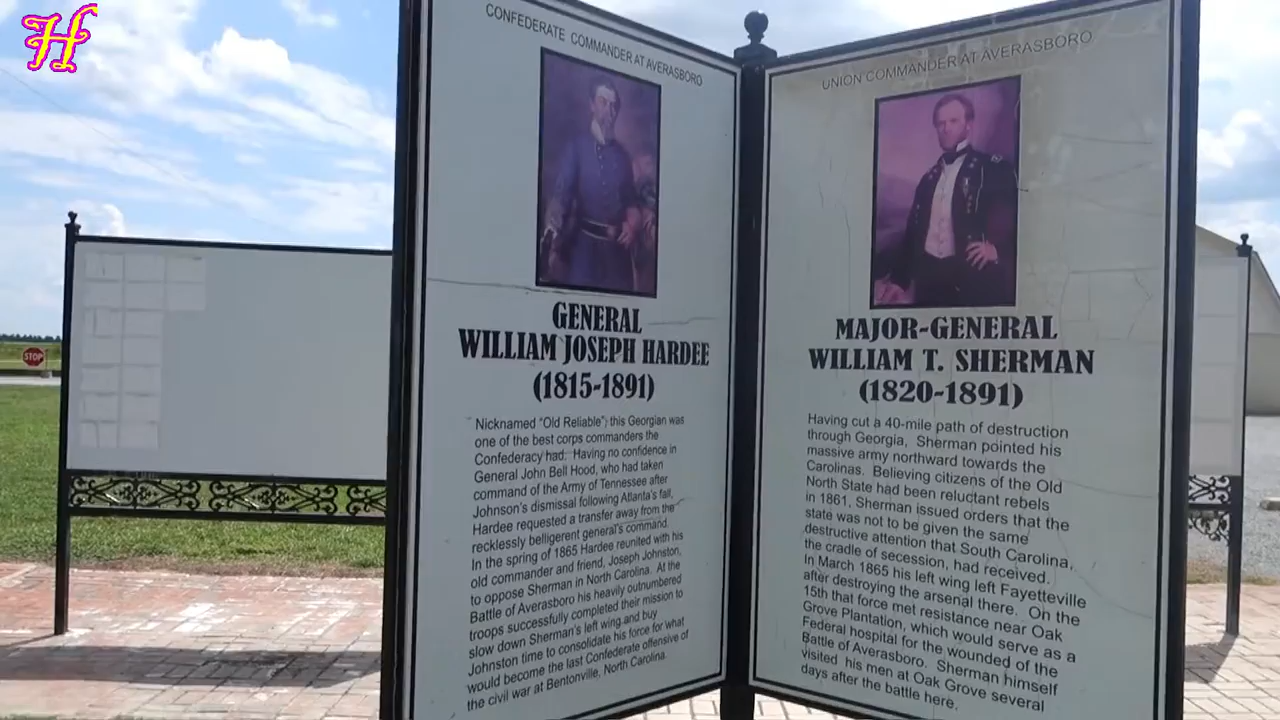 H
STOP
CONFEDERATE COMMANDER AT AVERASBORO
GENERAL
WILLIAM JOSEPH HARDEE
(1815-1891)
Nicknamed "Old Reliable"; this Georgian was
one of the best corps commanders the
Confederacy had. Having no confidence in
General John Bell Hood, who had taken
command of the Army of Tennessee after
Johnson's dismissal following Atlanta's fall,
Hardee requested a transfer away from the
recklessly belligerent general's command.
In the spring of 1865 Hardee reunited with his
old commander and friend, Joseph Johnston,
to oppose Sherman in North Carolina. At the
Battle of Averasboro his heavily outnumbered
troops successfully completed their mission to
slow down Sherman's left wing and buy
Johnston time to consolidate his force for what
would become the last Confederate offensive of
the civil war at Bentonville, North Carolina.
UNION COMMANDER AT AVERASBORO
MAJOR-GENERAL
WILLIAM T. SHERMAN
(1820-1891)
Having cut a 40-mile path of destruction
through Georgia, Sherman pointed his
massive army northward towards the
Carolinas. Believing citizens of the Old
North State had been reluctant rebels
in 1861, Sherman issued orders that the
state was not to be given the same
destructive attention that South Carolina,
the cradle of secession, had received.
In March 1865 his left wing left Fayetteville
after destroying the arsenal there. On the
15th that force met resistance near Oak
Grove Plantation, which would serve as a
Federal hospital for the wounded of the
Battle of Averasboro. Sherman himself
visited his men at Oak Grove several
days after the battle here.